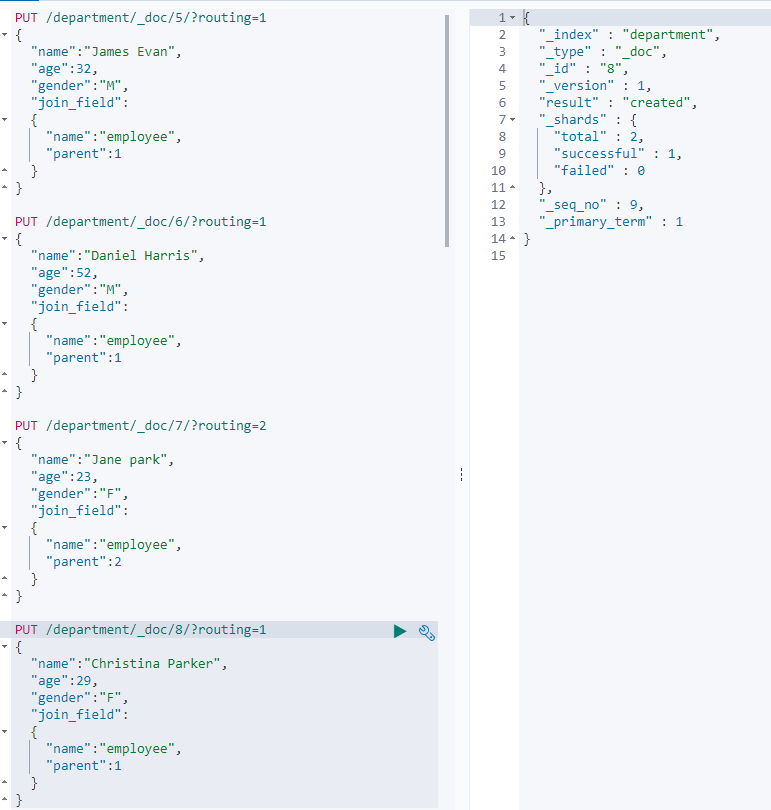 PUT /department/_doc/5/?routing=1
{
"name":"James Evan",
"age":32,
"gender":"M",
"join_field":
{
"name":"employee",
"parent":1
}
}
PUT /department/_doc/6/?routing=1
{
"name":"Daniel Harris",
"age":52,
"gender":"M",
"join_field":
{
"name":"employee",
"parent":1
}
}
PUT /department/_doc/7/?routing=2
{
"name":"Jane park",
"age":23,
"gender":"F",
"join_field":
{
"name":"employee",
"parent":2
}
}
PUT /department/_doc/8/?routing=1
{
"name":"Christina Parker",
"age":29,
"gender":"F",
"join_field":
{
"name":"employee",
"parent":1
}
}
1 {
2 "_index" : "department",
3 "_type" : "_doc",
4 "_id" : "8",
5 "_version" : 1,
6 "result" : "created",
7 "_shards" : {
8 "total" : 2,
9 "successful" : 1,
10 "failed" : 0
11 },
12 "_seq_no" : 9,
13 "_primary_term" : 1
14 }
15